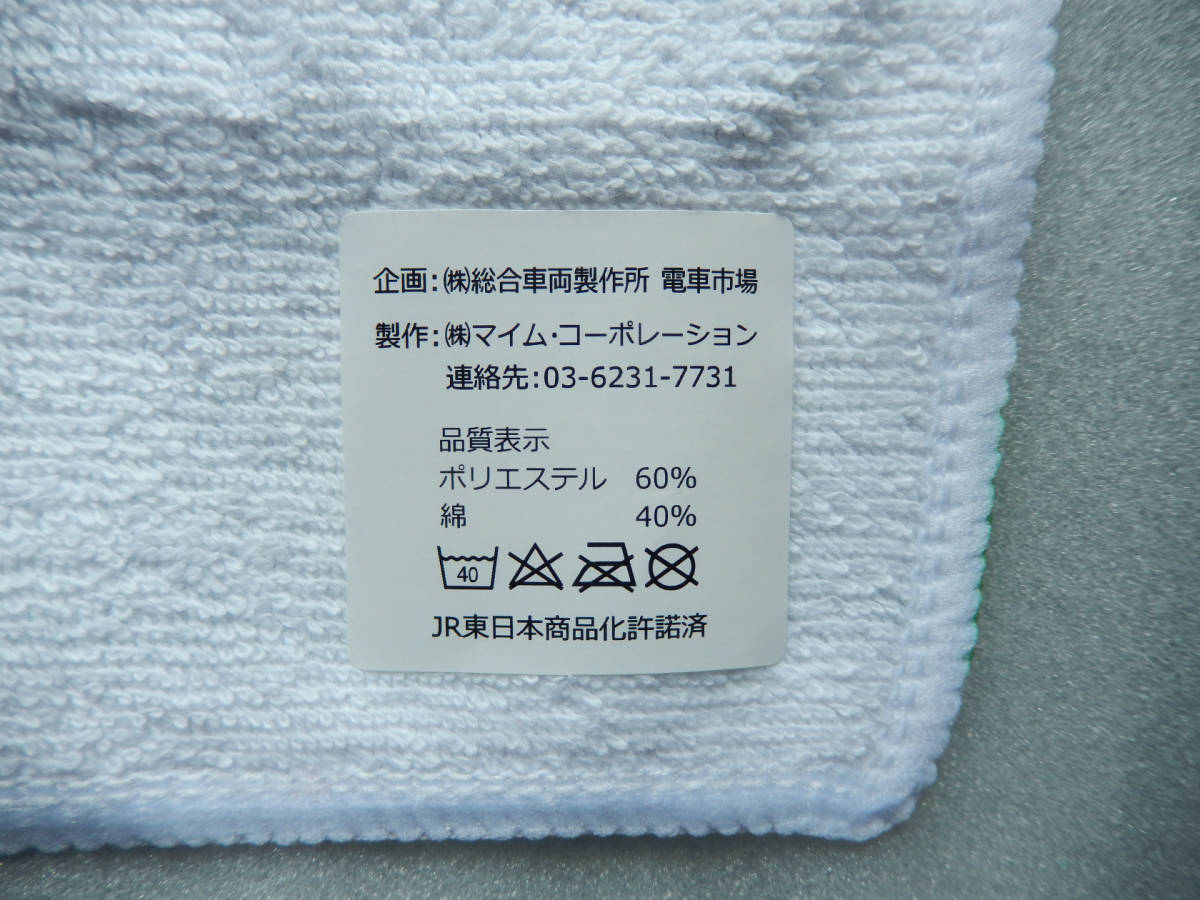 企画:㈱総合車両製作所 電車市場
製作:㈱マイム・コーポレーション
連絡先:03-6231-7731
品質表示
ポリエステル 60%
綿 40%
40
JR東日本商品化許諾済